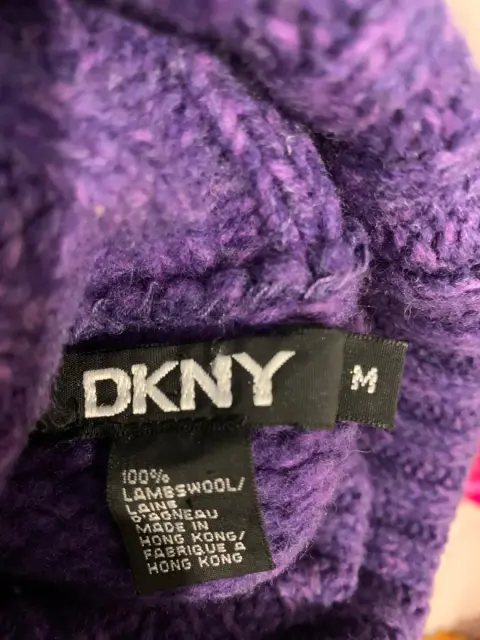 DKNY
M
100%
LAMBSWOOL/
LAINE
D'AGNEAU
MADE IN
HONG KONG/
FABRIQUE A
HONG KONG